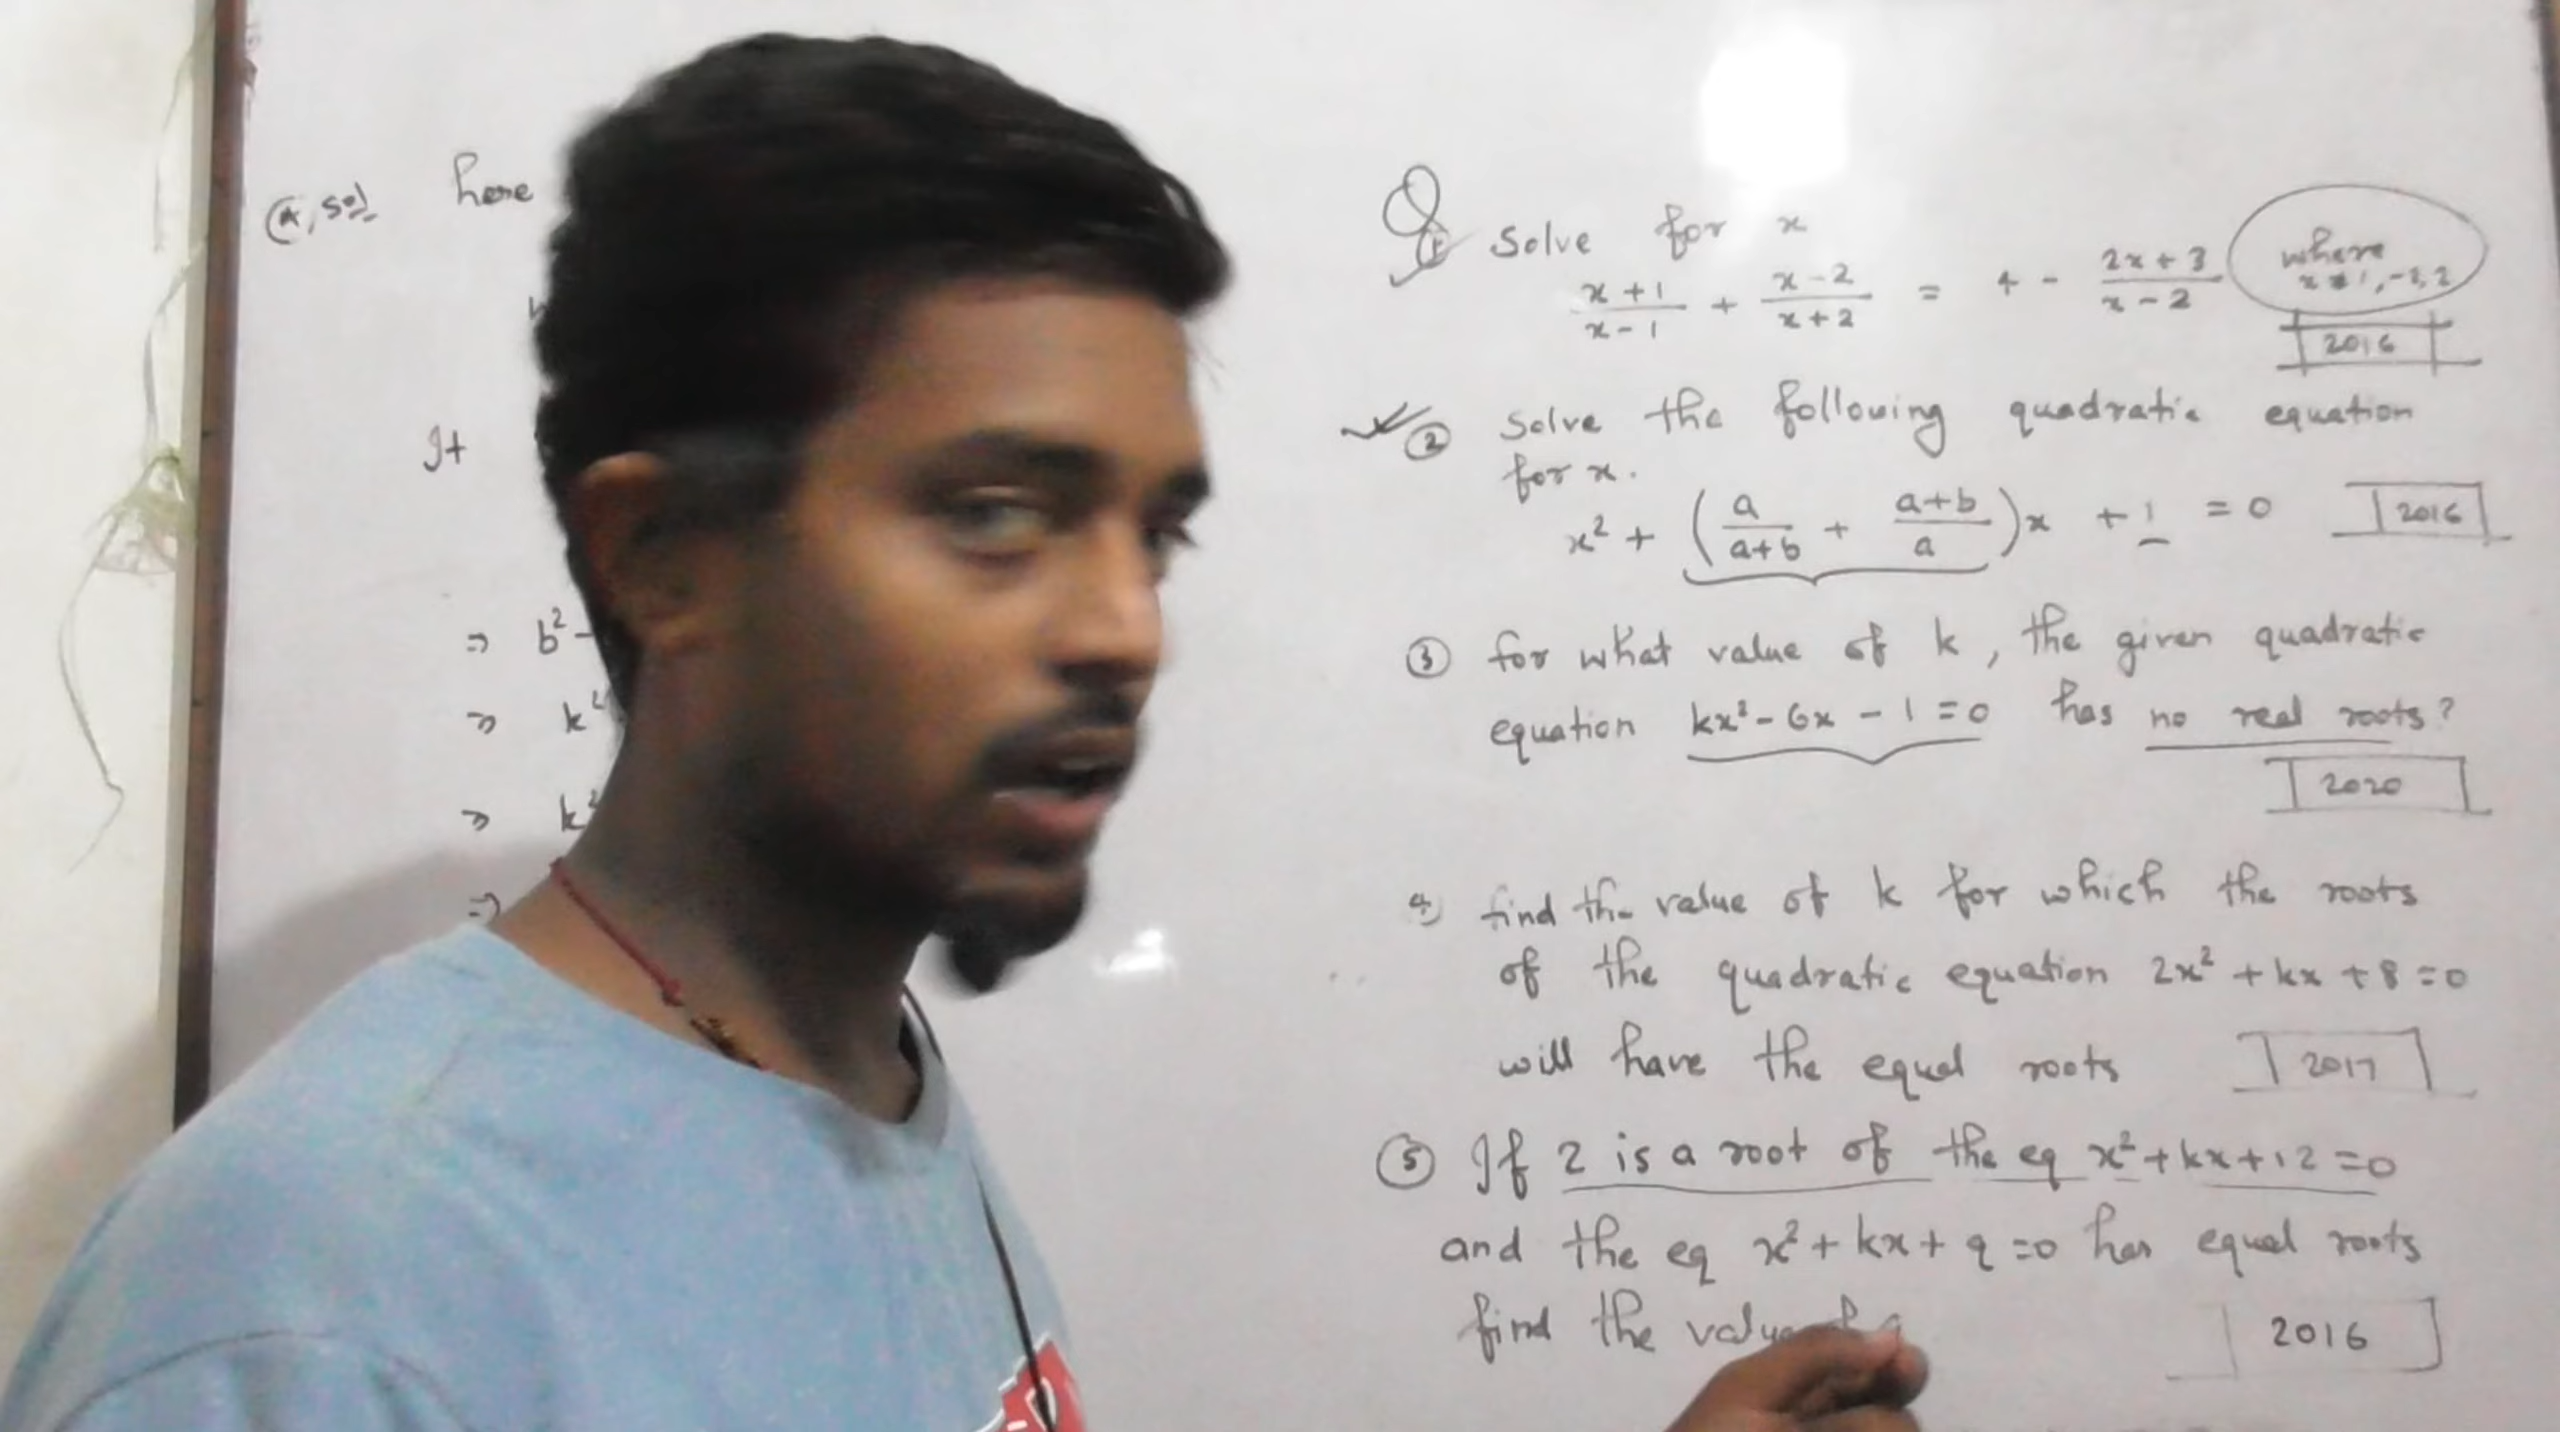 4, solⁿ here
It
⇒ b² -
⇒ k²
⇒ k²
⇒
Q
1 Solve for x
x+1/x-1 + x-2/x+2 = 4 - 2x+3/x-2 where x ≠ 1, -2, 2
2016
② Solve the following quadratic equation
for x.
x² + (a/a+b + a+b/a)x + 1 = 0 2016
③ for what value of k, the given quadratic
equation kx² - 6x - 1 = 0 has no real roots?
2020
4) find the value of k for which the roots
of the quadratic equation 2x² + kx + 8 = 0
will have the equal roots 2017
⑤ If 2 is a root of the eq x² + kx + 12 = 0
and the eq x² + kx + q = 0 has equal roots
find the value of q 2016